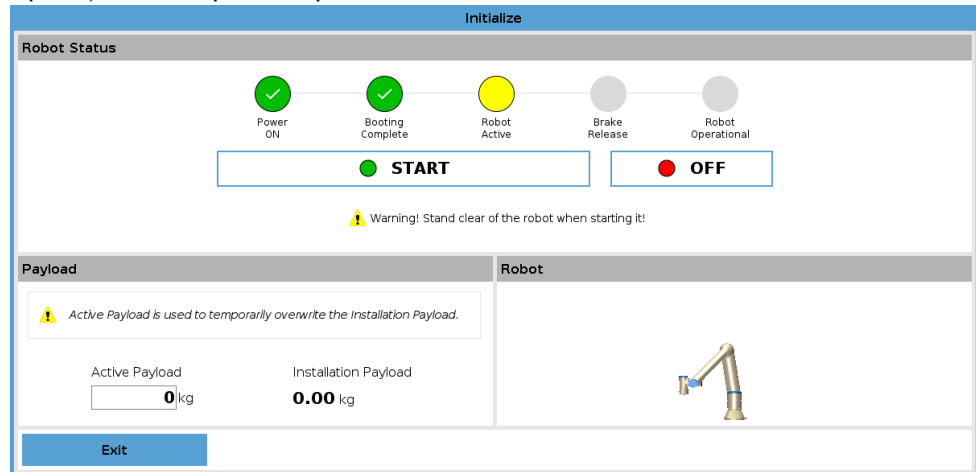 Initialize
Robot Status
Power
ON
Booting
Complete
Robot
Active
Brake
Release
Robot
Operational
START
OFF
Warning! Stand clear of the robot when starting it!
Payload
Robot
Active Payload is used to temporarily overwrite the Installation Payload.
Active Payload
Installation Payload
0 kg
0.00 kg
Exit